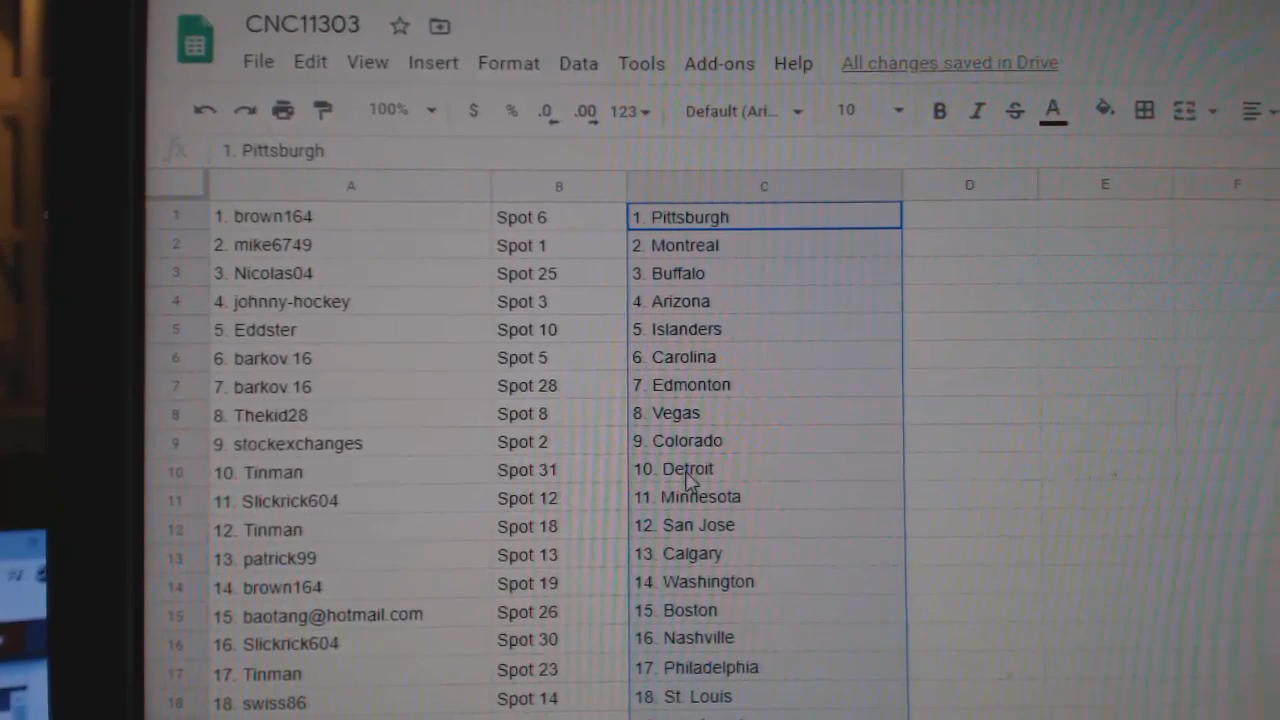 CNC11303
File Edit View Insert Format Data Tools Add-ons Help All changes saved in Drive
100% $ % .0 .00 123 Default (Ari... 10 B I S A
fx 1. Pittsburgh
A B C D E F
1 1. brown164 Spot 6 1. Pittsburgh
2 2. mike6749 Spot 1 2. Montreal
3 3. Nicolas04 Spot 25 3. Buffalo
4 4. johnny-hockey Spot 3 4. Arizona
5 5. Eddster Spot 10 5. Islanders
6 6. barkov.16 Spot 5 6. Carolina
7 7. barkov.16 Spot 28 7. Edmonton
8 8. Thekid28 Spot 8 8. Vegas
9 9. stockexchanges Spot 2 9. Colorado
10 10. Tinman Spot 31 10. Detroit
11 11. Slickrick604 Spot 12 11. Minnesota
12 12. Tinman Spot 18 12. San Jose
13 13. patrick99 Spot 13 13. Calgary
14 14. brown164 Spot 19 14. Washington
15 15. baotang@hotmail.com Spot 26 15. Boston
16 16. Slickrick604 Spot 30 16. Nashville
17 17. Tinman Spot 23 17. Philadelphia
18 18. swiss86 Spot 14 18. St. Louis